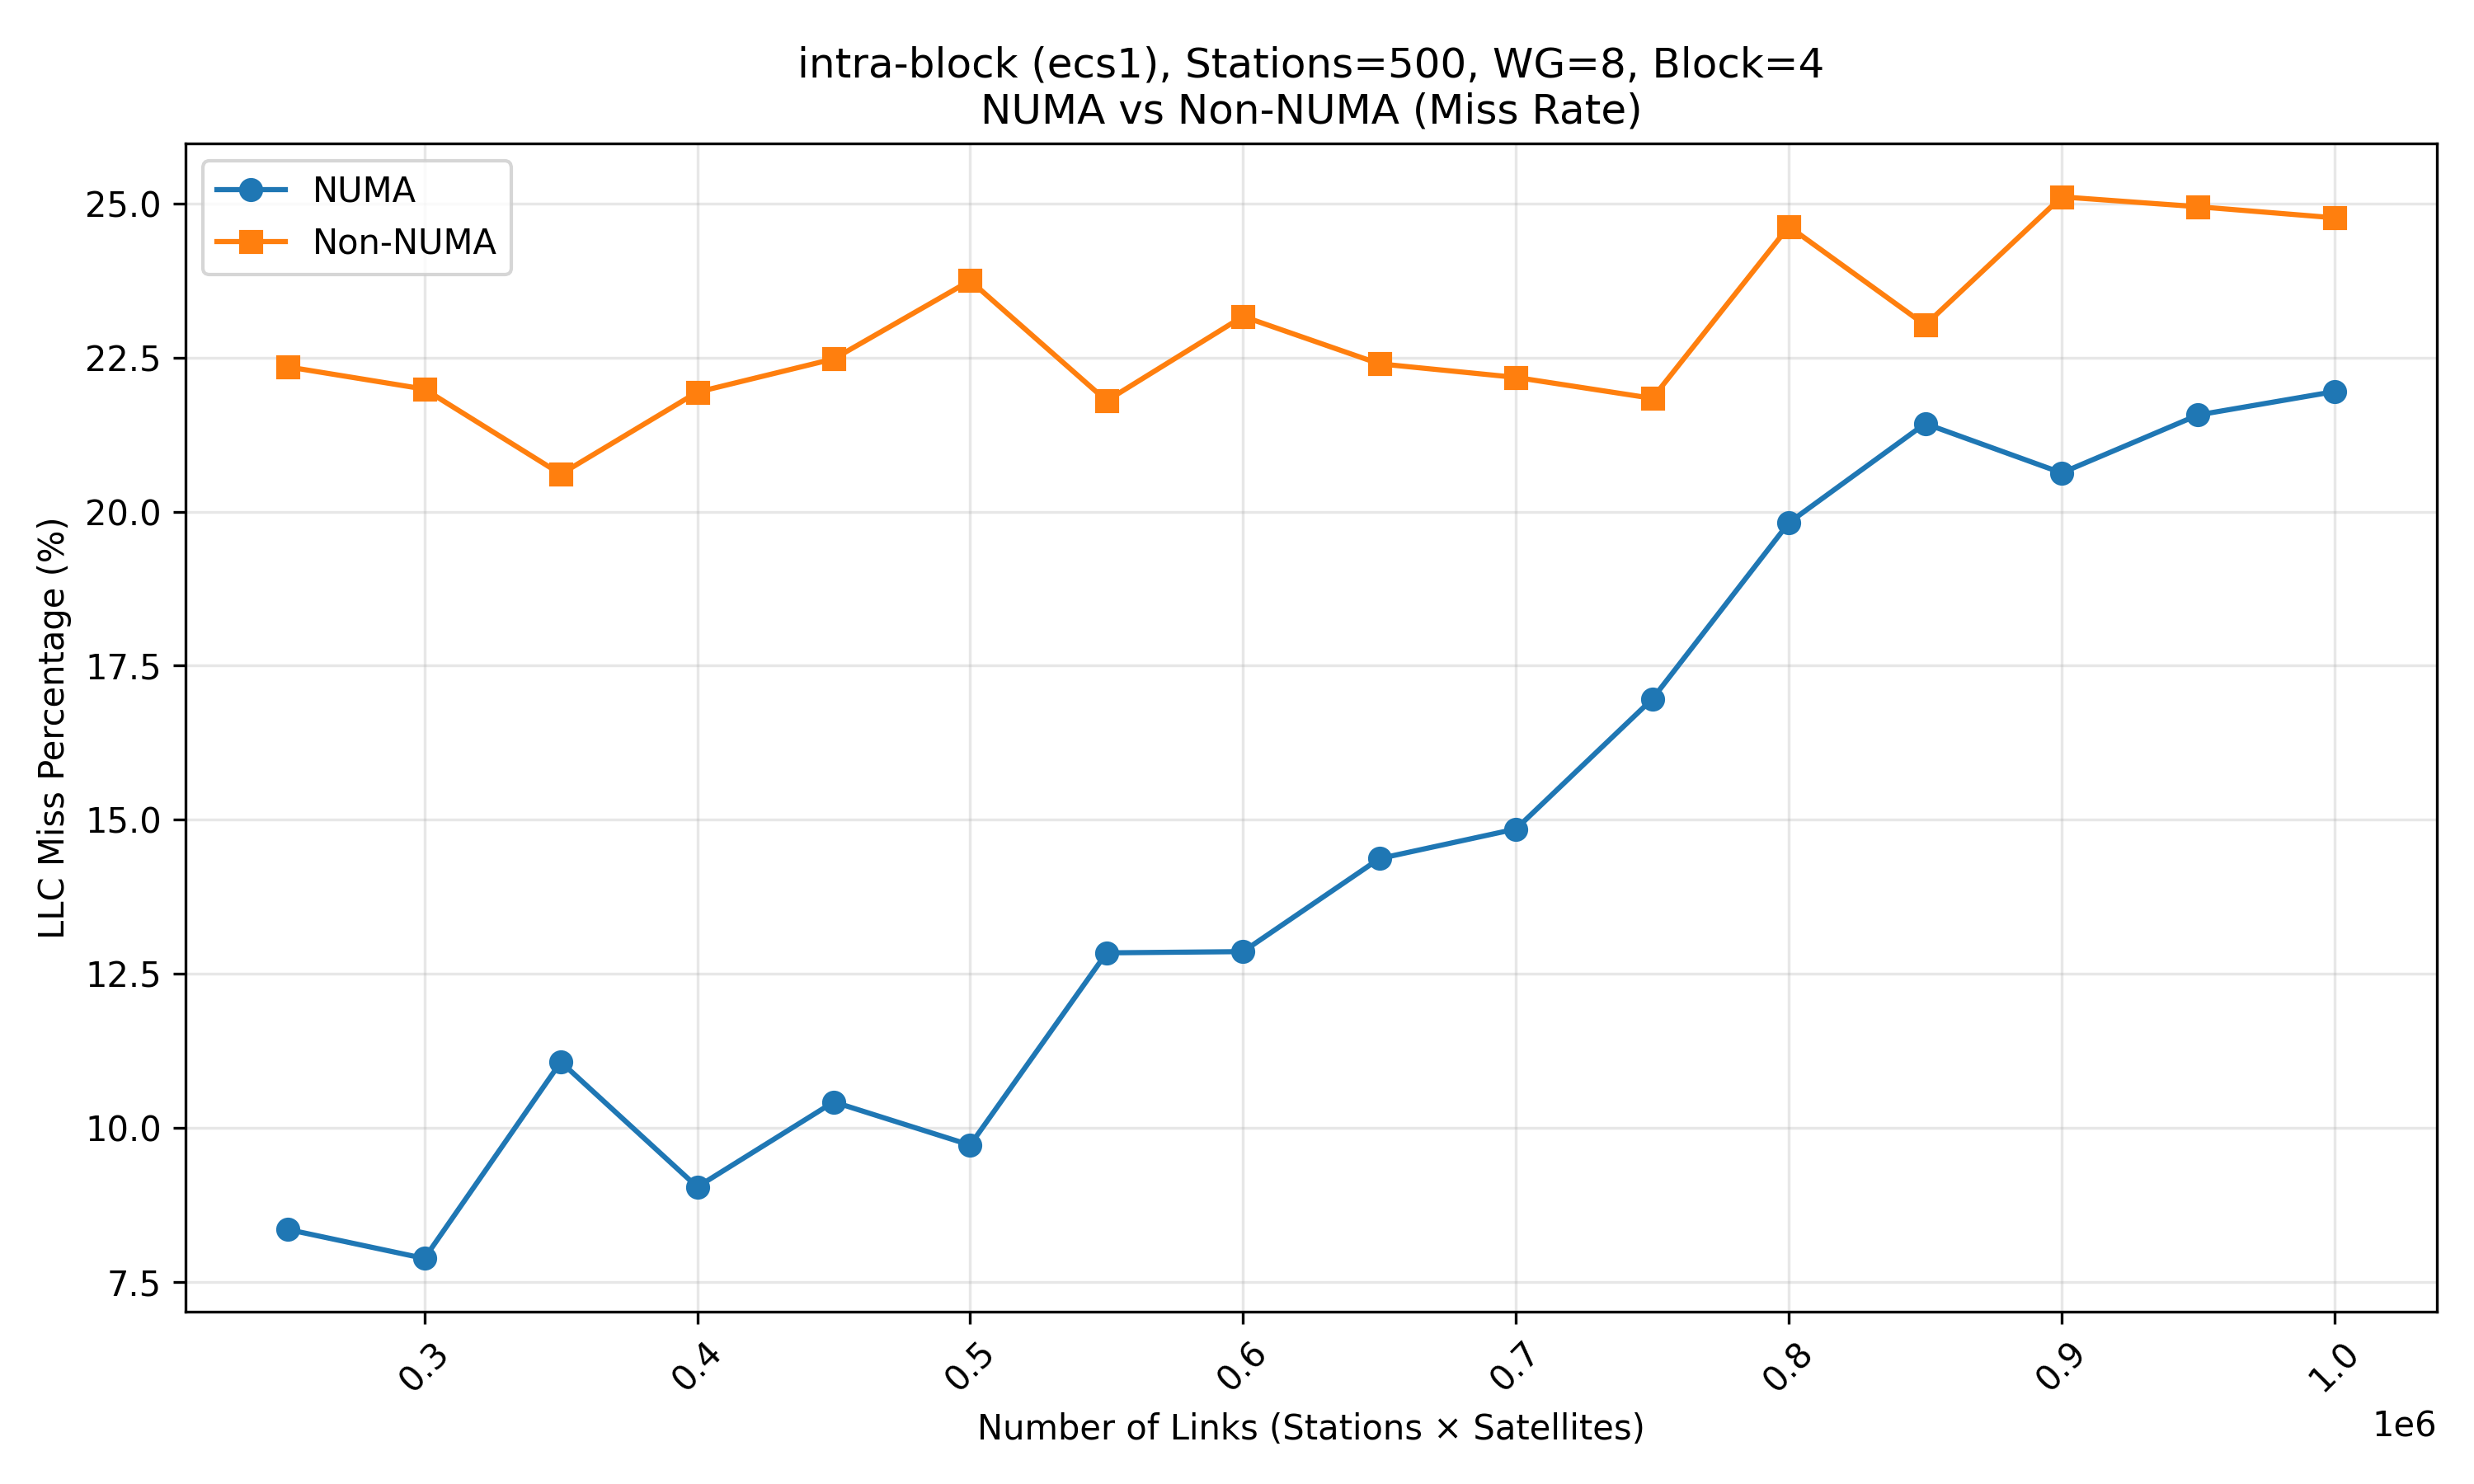 intra-block (ecs1), Stations=500, WG=8, Block=4
NUMA vs Non-NUMA (Miss Rate)
NUMA
Non-NUMA
LLC Miss Percentage (%)
25.0
22.5
20.0
17.5
15.0
12.5
10.0
7.5
0.3
0.4
0.5
0.6
0.7
0.8
0.9
1.0
Number of Links (Stations × Satellites)
1e6